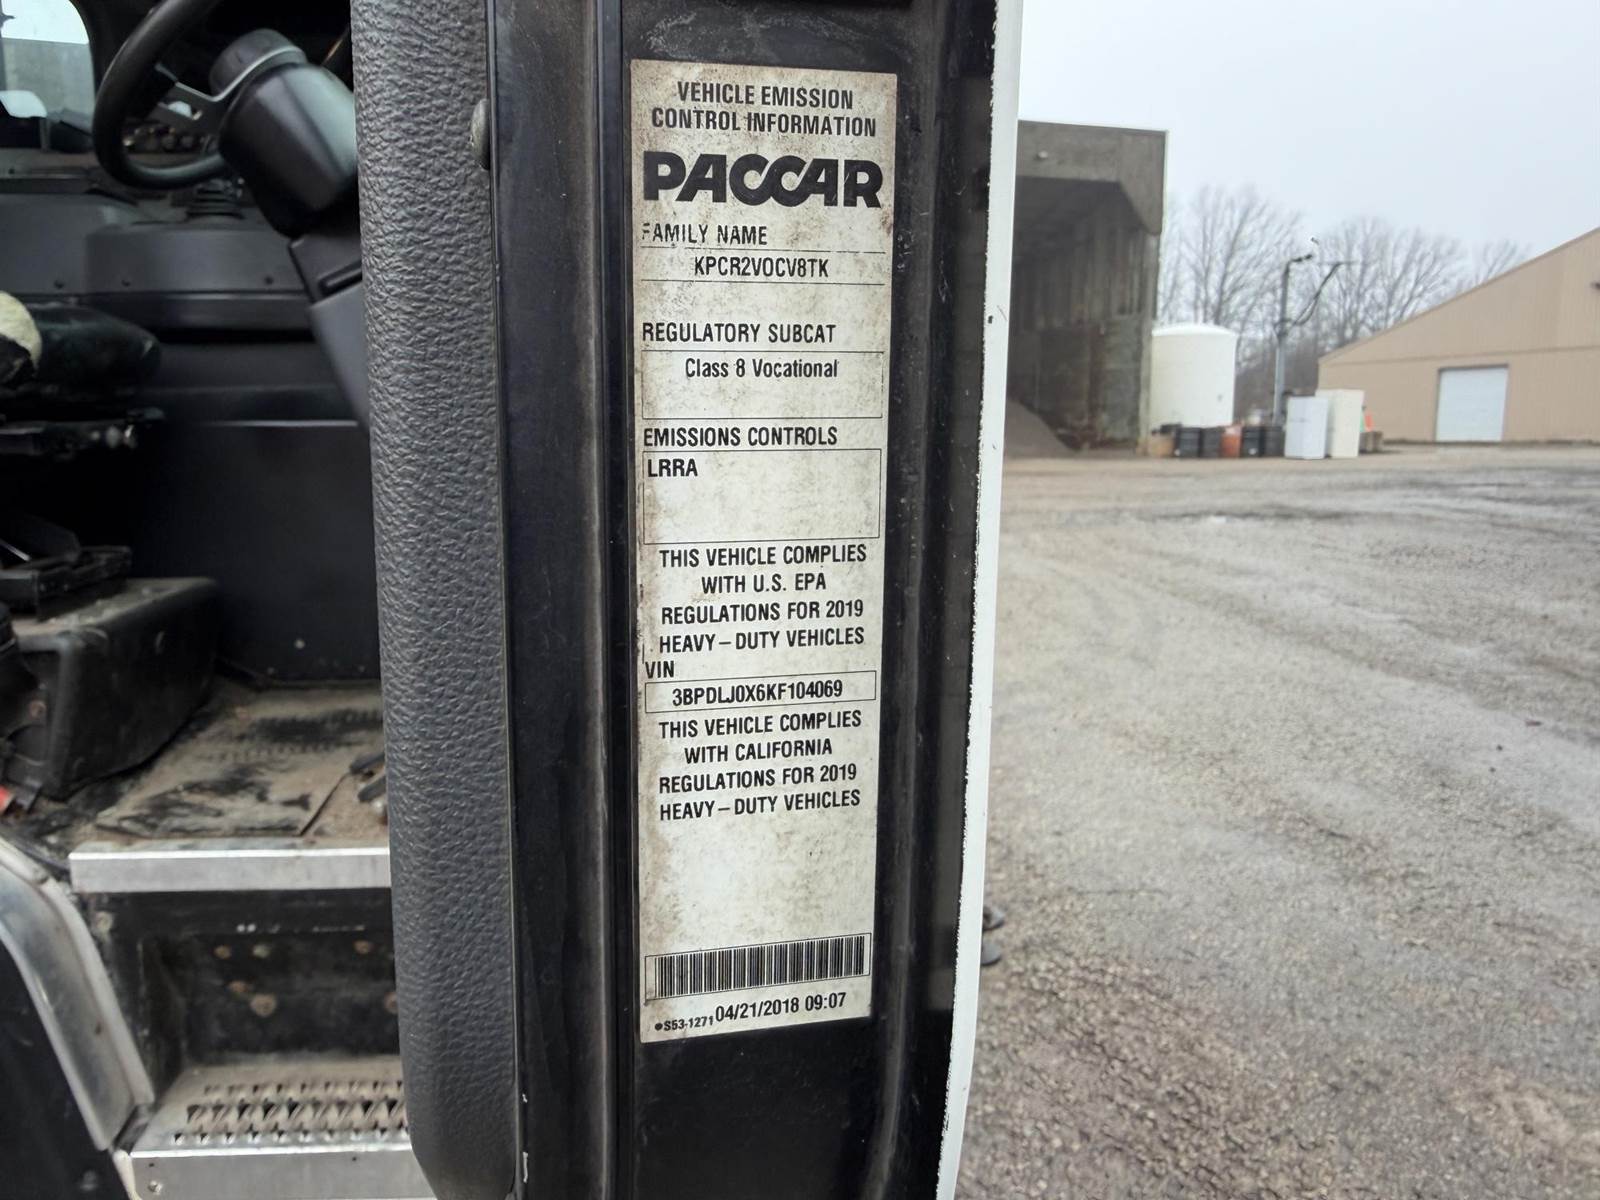 VEHICLE EMISSION
CONTROL INFORMATION
PACCAR
FAMILY NAME
KPCR2VOCV8TK
REGULATORY SUBCAT
Class 8 Vocational
EMISSIONS CONTROLS
LRRA
THIS VEHICLE COMPLIES
WITH U.S. EPA
REGULATIONS FOR 2019
HEAVY-DUTY VEHICLES
VIN
3BPDLJ0X6KF104069
THIS VEHICLE COMPLIES
WITH CALIFORNIA
REGULATIONS FOR 2019
HEAVY-DUTY VEHICLES
S53-1271 04/21/2018 09:07